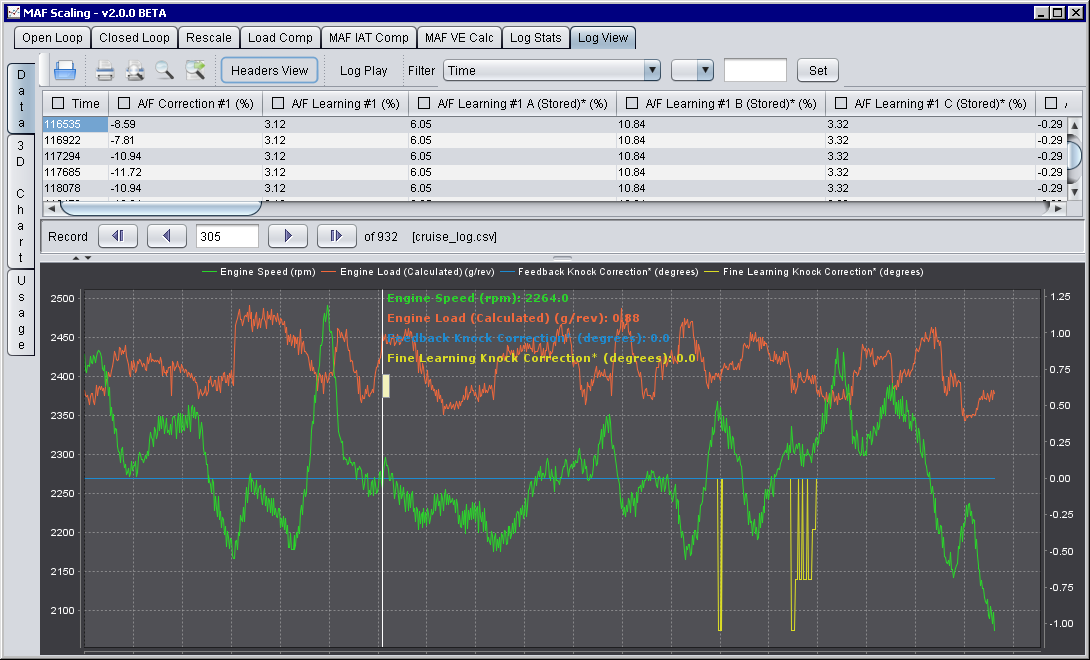 MAF Scaling - v2.0.0 BETA
Open Loop Closed Loop Rescale Load Comp MAF IAT Comp MAF VE Calc Log Stats Log View
Data
3D Chart
Usage
Headers View Log Play Filter Time Set
Time A/F Correction #1 (%) A/F Learning #1 (%) A/F Learning #1 A (Stored)* (%) A/F Learning #1 B (Stored)* (%) A/F Learning #1 C (Stored)* (%)
116535 -8.59 3.12 6.05 10.84 3.32 -0.29
116922 -7.81 3.12 6.05 10.84 3.32 -0.29
117294 -10.94 3.12 6.05 10.84 3.32 -0.29
117685 -11.72 3.12 6.05 10.84 3.32 -0.29
118078 -10.94 3.12 6.05 10.84 3.32 -0.29
Record 305 of 932 [cruise_log.csv]
Engine Speed (rpm) Engine Load (Calculated) (g/rev) Feedback Knock Correction* (degrees) Fine Learning Knock Correction* (degrees)
Engine Speed (rpm): 2264.0
Engine Load (Calculated) (g/rev): 0.88
Feedback Knock Correction* (degrees): 0.0
Fine Learning Knock Correction* (degrees): 0.0
2500
2450
2400
2350
2300
2250
2200
2150
2100
1.25
1.00
0.75
0.50
0.25
0.00
-0.25
-0.50
-0.75
-1.00